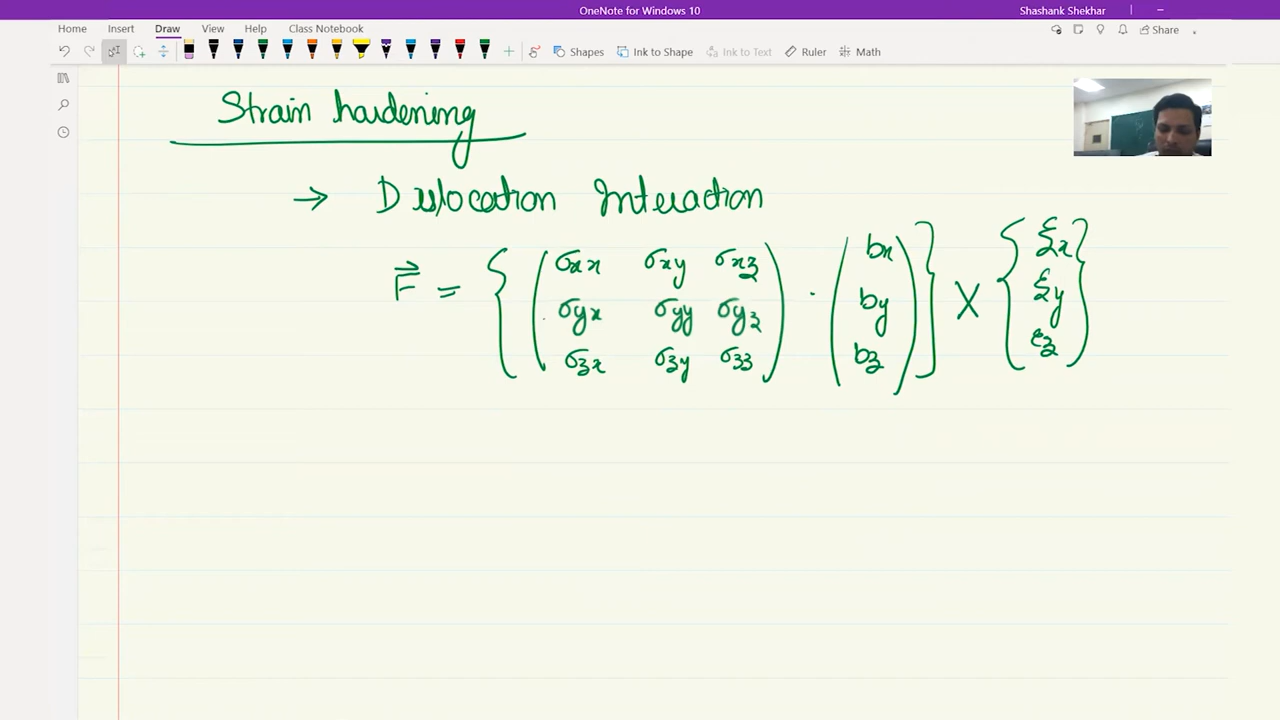 OneNote for Windows 10
Shashank Shekhar
Home Insert Draw View Help Class Notebook
Share
Shapes Ink to Shape Ink to Text Ruler Math
Strain hardening
→ Dislocation Interaction
F⃗ = { ( σxx σxy σxz ) · ( bx ) } X { ξx }
σyx σyy σyz by ξy
σzx σzy σzz bz ξz